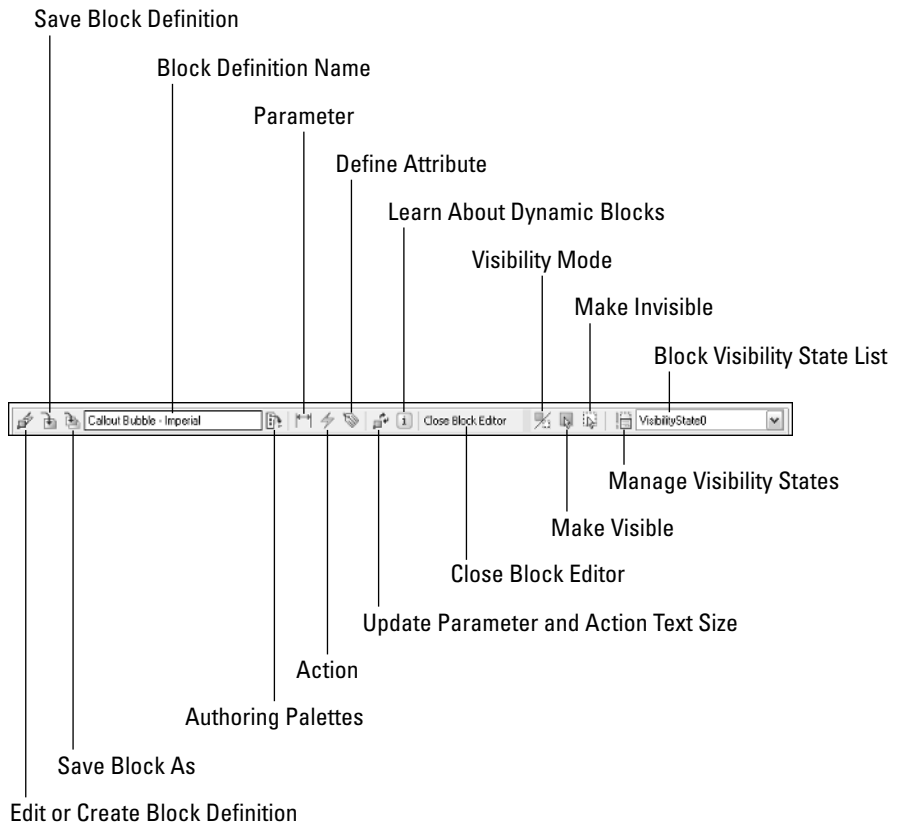 Save Block Definition
Block Definition Name
Parameter
Define Attribute
Learn About Dynamic Blocks
Visibility Mode
Make Invisible
Block Visibility State List
Callout Bubble - Imperial
i
Close Block Editor
VisibilityState0
Manage Visibility States
Make Visible
Close Block Editor
Update Parameter and Action Text Size
Action
Authoring Palettes
Save Block As
Edit or Create Block Definition